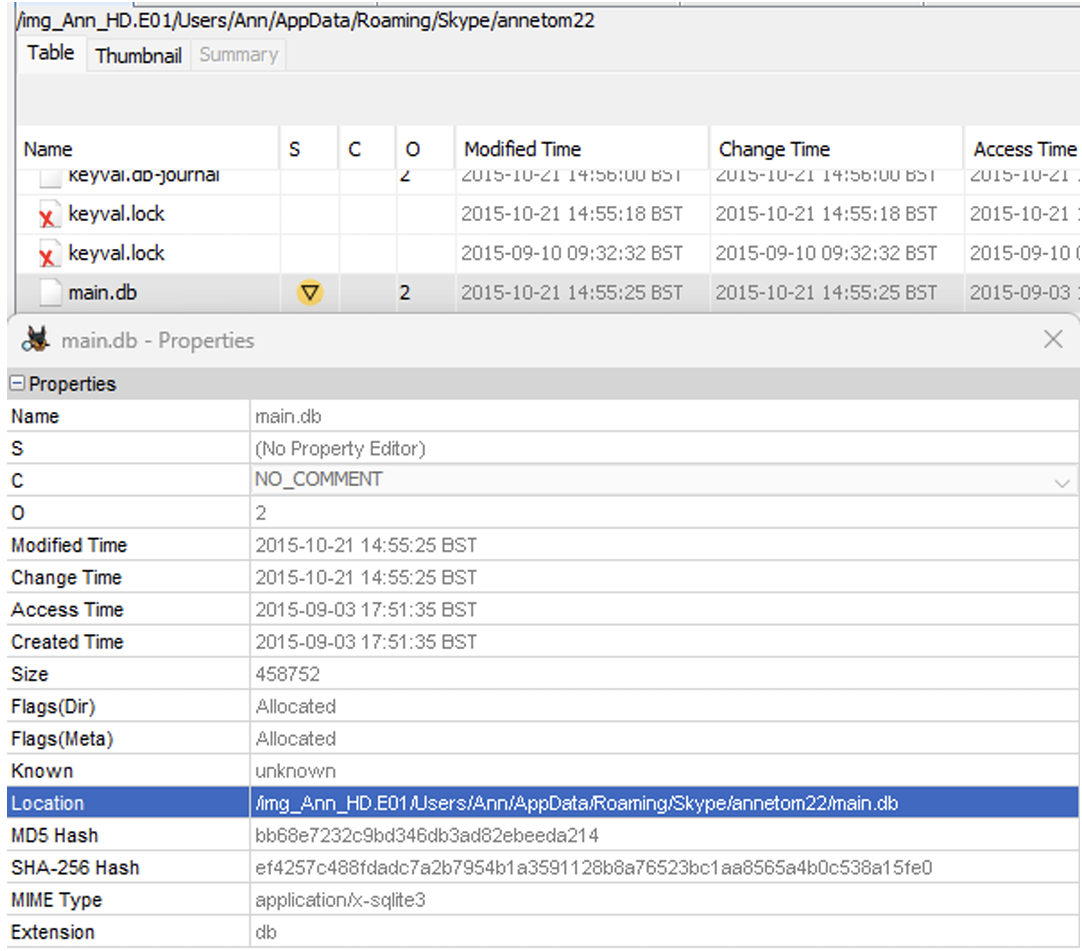 /img_Ann_HD.E01/Users/Ann/AppData/Roaming/Skype/annetom22
Table Thumbnail Summary
Name S C O Modified Time Change Time Access Time
keyval.db-journal 2 2015-10-21 14:56:00 BST 2015-10-21 14:56:00 BST 2015-10-21
keyval.lock 2015-10-21 14:55:18 BST 2015-10-21 14:55:18 BST 2015-10-21
keyval.lock 2015-09-10 09:32:32 BST 2015-09-10 09:32:32 BST 2015-09-10
main.db 2 2015-10-21 14:55:25 BST 2015-10-21 14:55:25 BST 2015-09-03
main.db - Properties
Properties
Name main.db
S (No Property Editor)
C NO_COMMENT
O 2
Modified Time 2015-10-21 14:55:25 BST
Change Time 2015-10-21 14:55:25 BST
Access Time 2015-09-03 17:51:35 BST
Created Time 2015-09-03 17:51:35 BST
Size 458752
Flags(Dir) Allocated
Flags(Meta) Allocated
Known unknown
Location /img_Ann_HD.E01/Users/Ann/AppData/Roaming/Skype/annetom22/main.db
MD5 Hash bb68e7232c9bd346db3ad82ebeeda214
SHA-256 Hash ef4257c488fdadc7a2b7954b1a3591128b8a76523bc1aa8565a4b0c538a15fe0
MIME Type application/x-sqlite3
Extension db